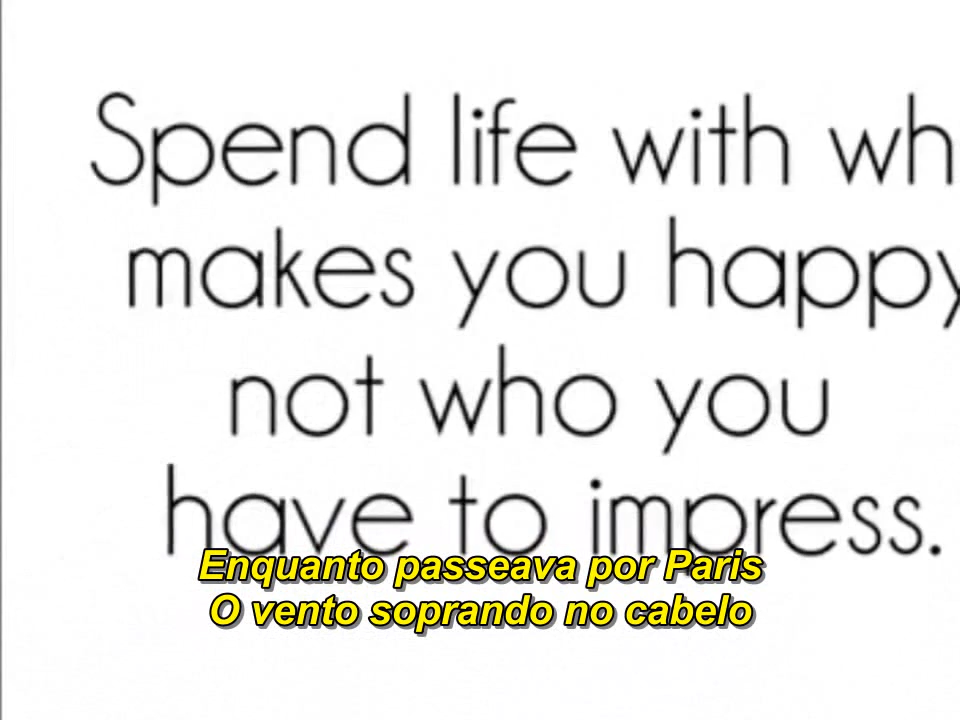 Spend life with wh
makes you happy
not who you
have to impress.
Enquanto passeava por Paris
O vento soprando no cabelo